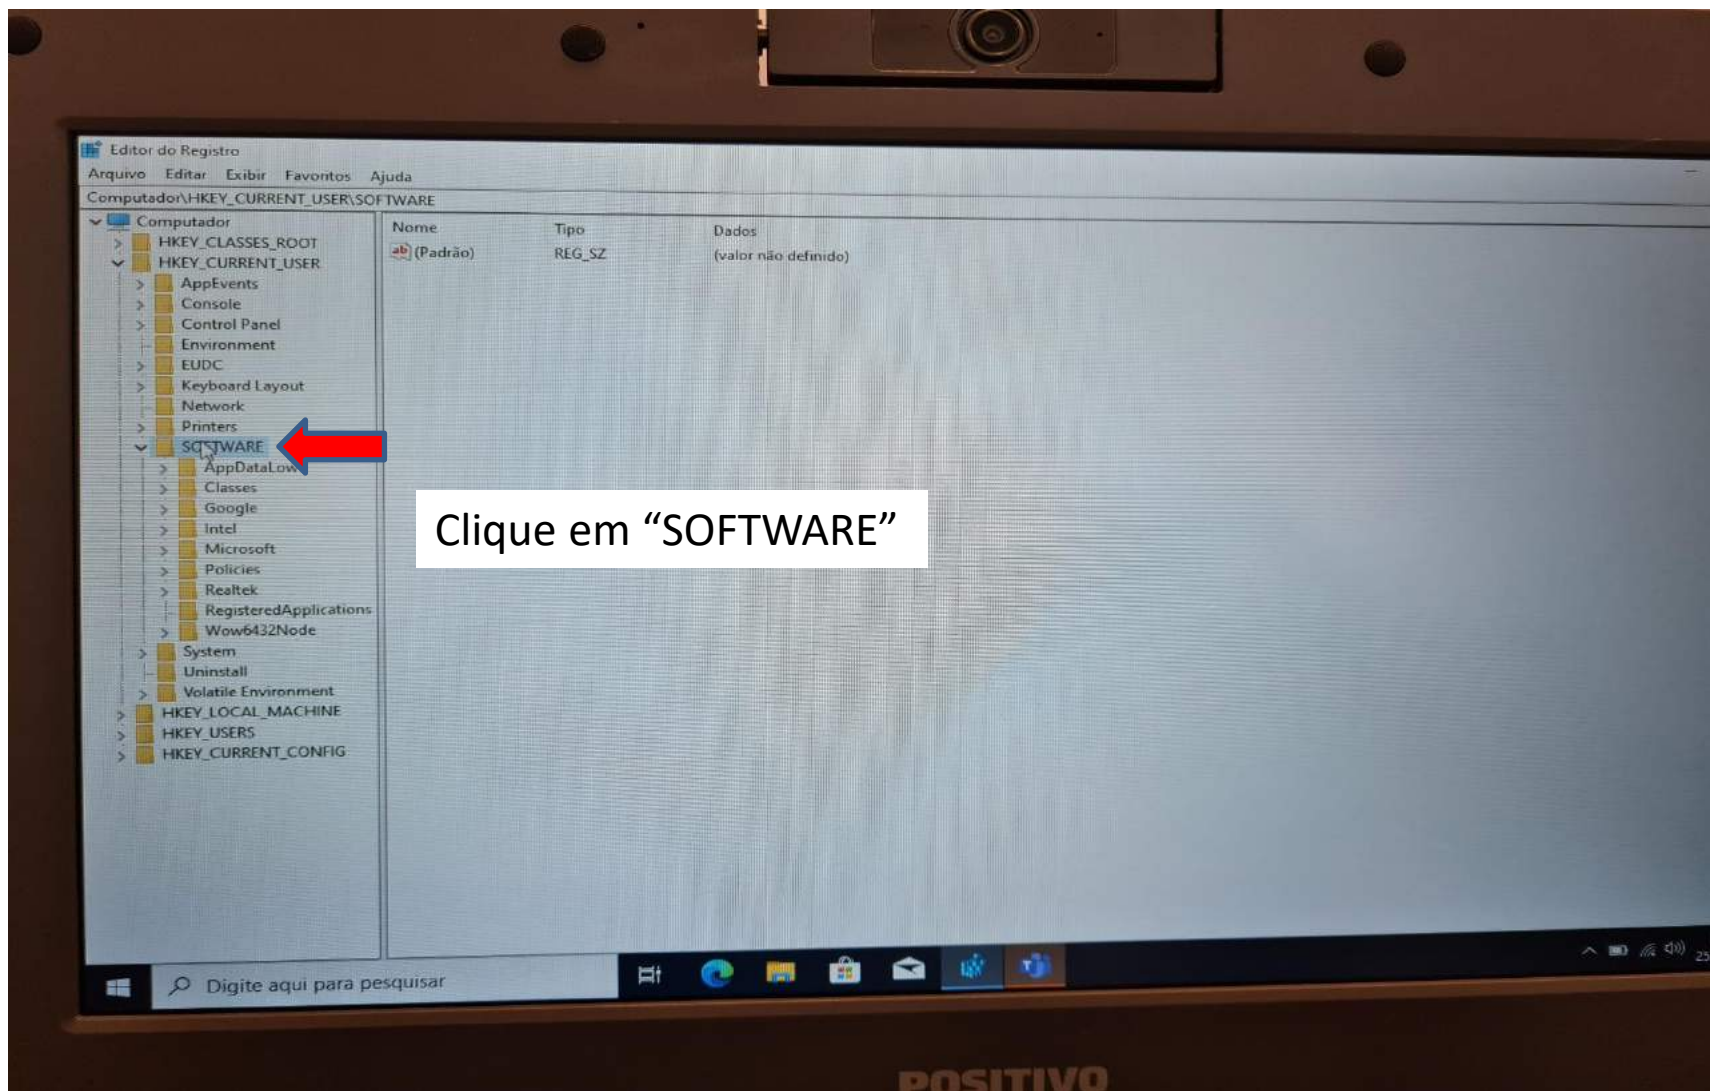 Editor do Registro
Arquivo Editar Exibir Favoritos Ajuda
Computador\HKEY_CURRENT_USER\SOFTWARE
Computador
HKEY_CLASSES_ROOT
HKEY_CURRENT_USER
AppEvents
Console
Control Panel
Environment
EUDC
Keyboard Layout
Network
Printers
SOFTWARE
AppDataLow
Classes
Google
Intel
Microsoft
Policies
Realtek
RegisteredApplications
Wow6432Node
System
Uninstall
Volatile Environment
HKEY_LOCAL_MACHINE
HKEY_USERS
HKEY_CURRENT_CONFIG
Nome Tipo Dados
ab (Padrão) REG_SZ (valor não definido)
Clique em “SOFTWARE”
Digite aqui para pesquisar
POSITIVO